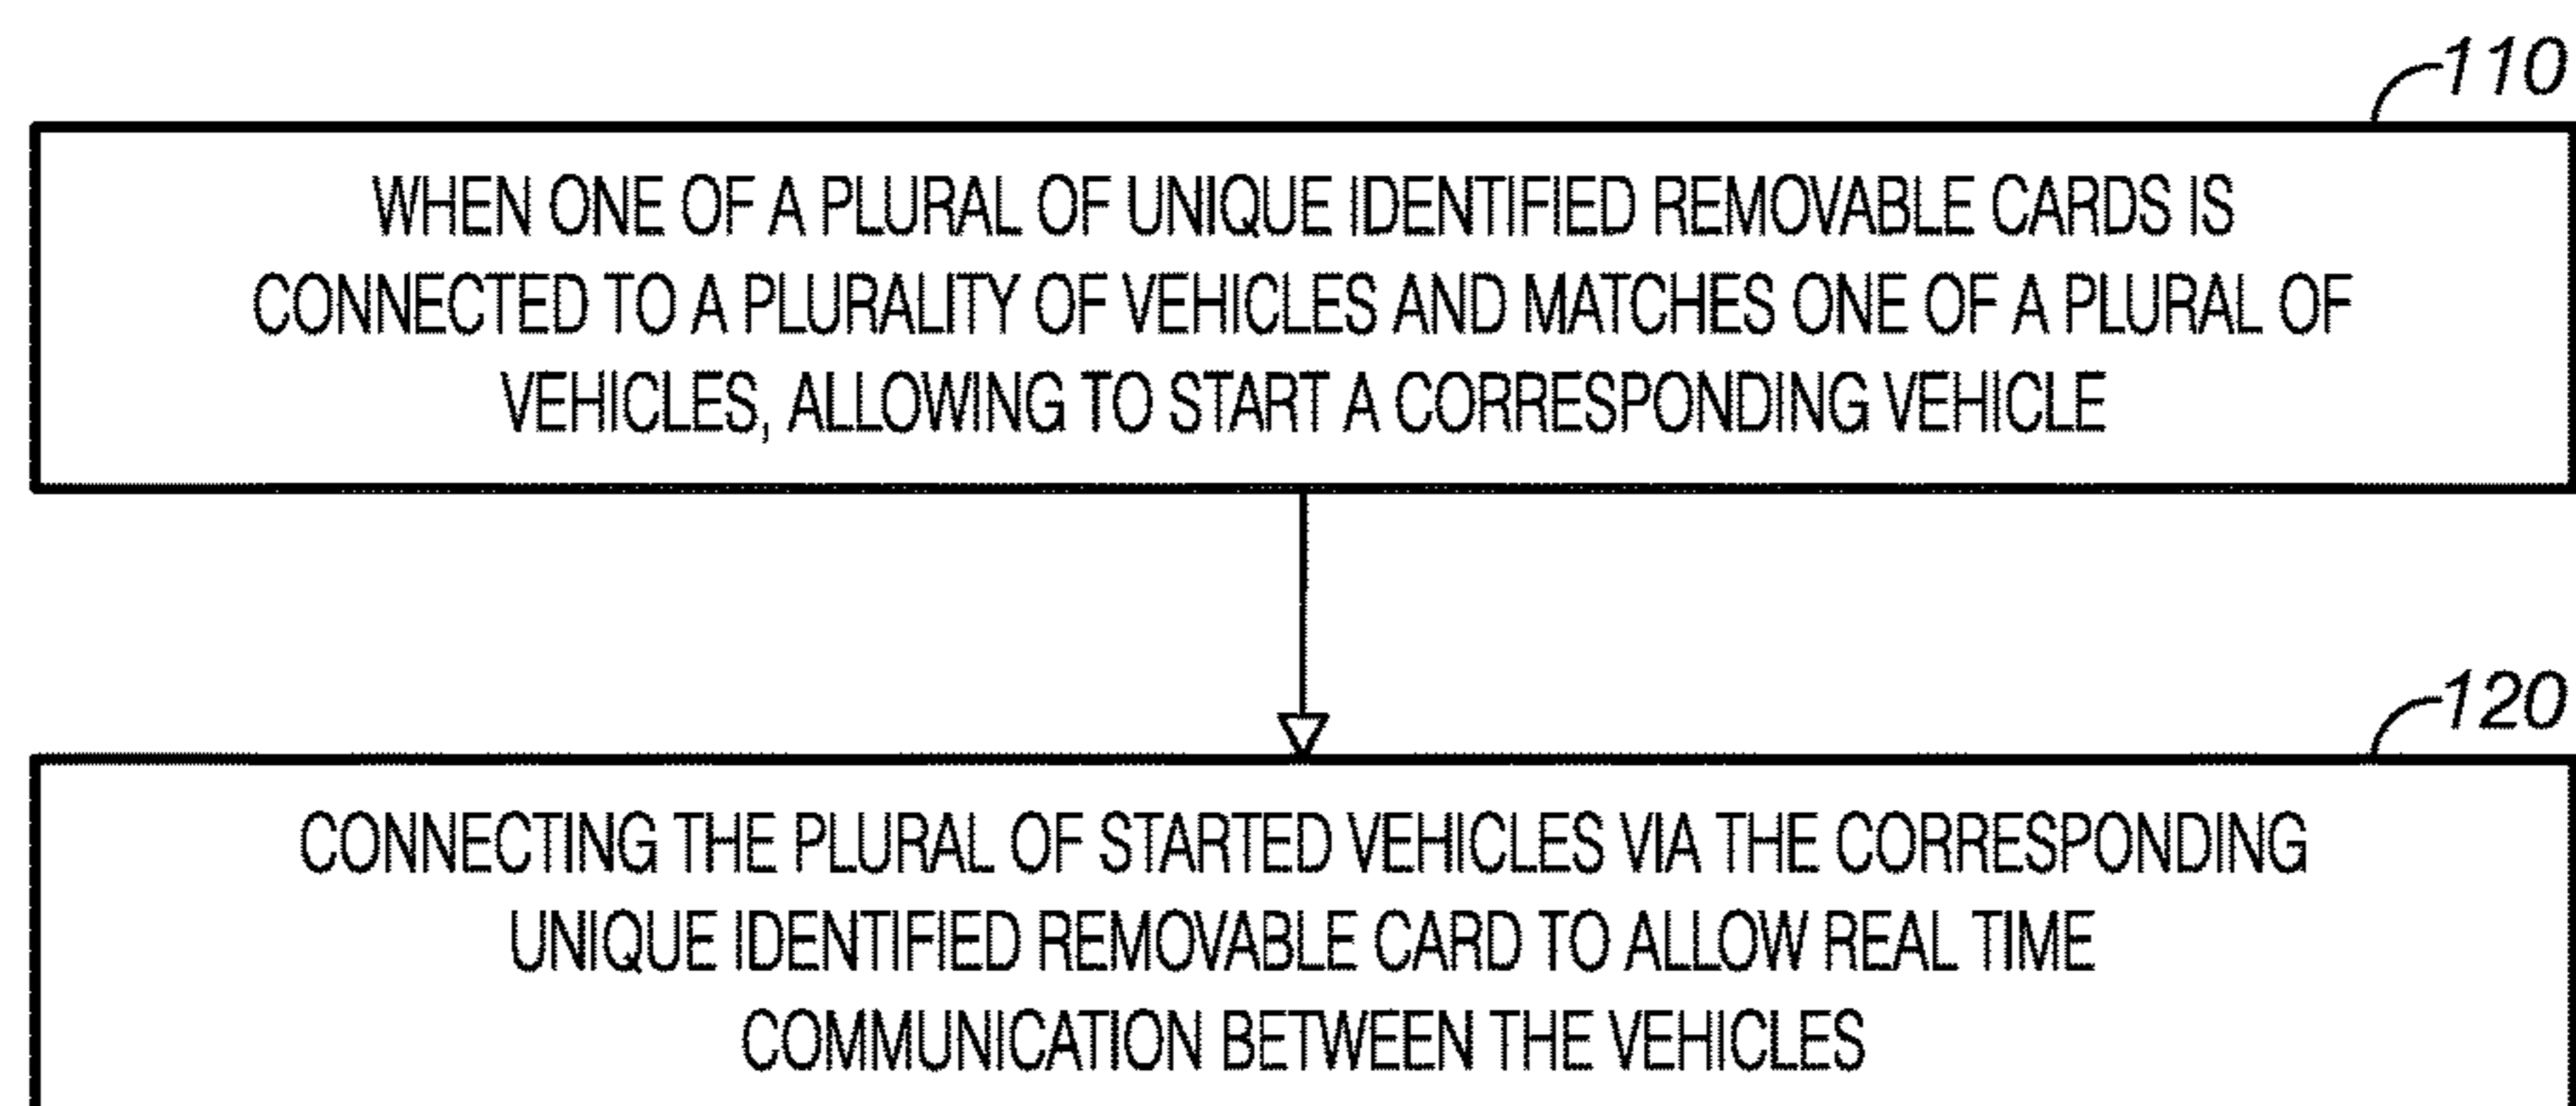 110
WHEN ONE OF A PLURAL OF UNIQUE IDENTIFIED REMOVABLE CARDS IS
CONNECTED TO A PLURALITY OF VEHICLES AND MATCHES ONE OF A PLURAL OF
VEHICLES, ALLOWING TO START A CORRESPONDING VEHICLE
120
CONNECTING THE PLURAL OF STARTED VEHICLES VIA THE CORRESPONDING
UNIQUE IDENTIFIED REMOVABLE CARD TO ALLOW REAL TIME
COMMUNICATION BETWEEN THE VEHICLES